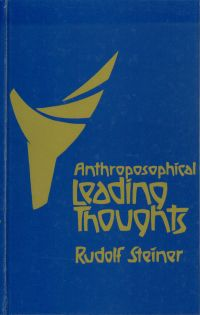 Anthroposophical
Leading
Thoughts
Rudolf Steiner